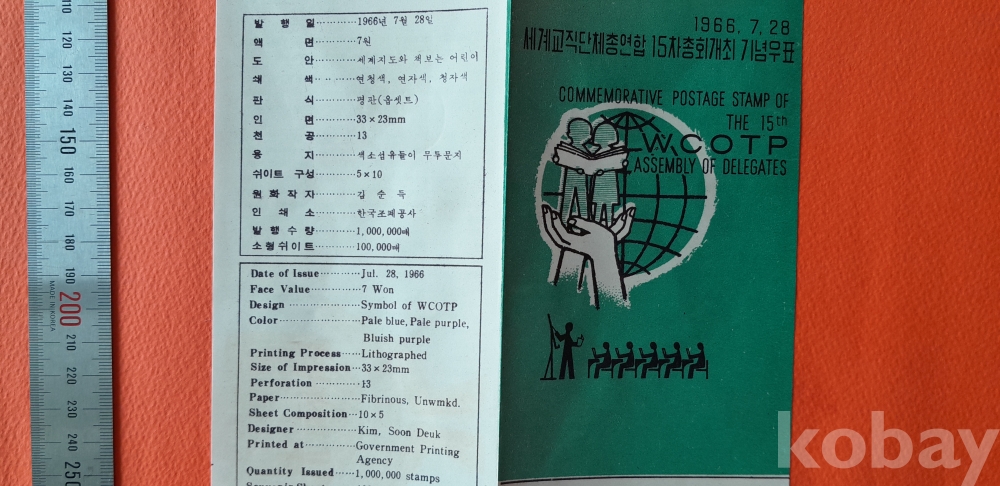 발행일············1966년 7월 28일
액면············7원
도안············세계지도와 책보는 어린이
쇄색·· ·· ·····연청색, 연자색, 청자색
판식············평판(옵셋트)
인면············33×23mm
천공············13
용지············색소섬유들이 무투문지
쉬이트 구성············5×10
원화작자············김순득
인쇄소············한국조폐공사
발행수량············1,000,000매
소형쉬이트············100,000매
Date of Issue············Jul. 28, 1966
Face Value············7 Won
Design ·····················Symbol of WCOTP
Color ·····················Pale blue, Pale purple,
Bluish purple
Printing Process·····Lithographed
Size of Impression···33×23mm
Perforation ············13
Paper·····················Fibrinous, Unwmkd.
Sheet Composition···10×5
Designer ···············Kim, Soon Deuk
Printed at···············Government Printing
Agency
Quantity Issued·····1,000,000 stamps
1966. 7. 28
세계교직단체총연합 15차총회개최 기념우표
COMMEMORATIVE POSTAGE STAMP OF
THE 15th
WCOTP
ASSEMBLY OF DELEGATES
110
120
130
140
150
160
170
180
190
MADE IN KOREA
200
210
220
230
240
250
kobay